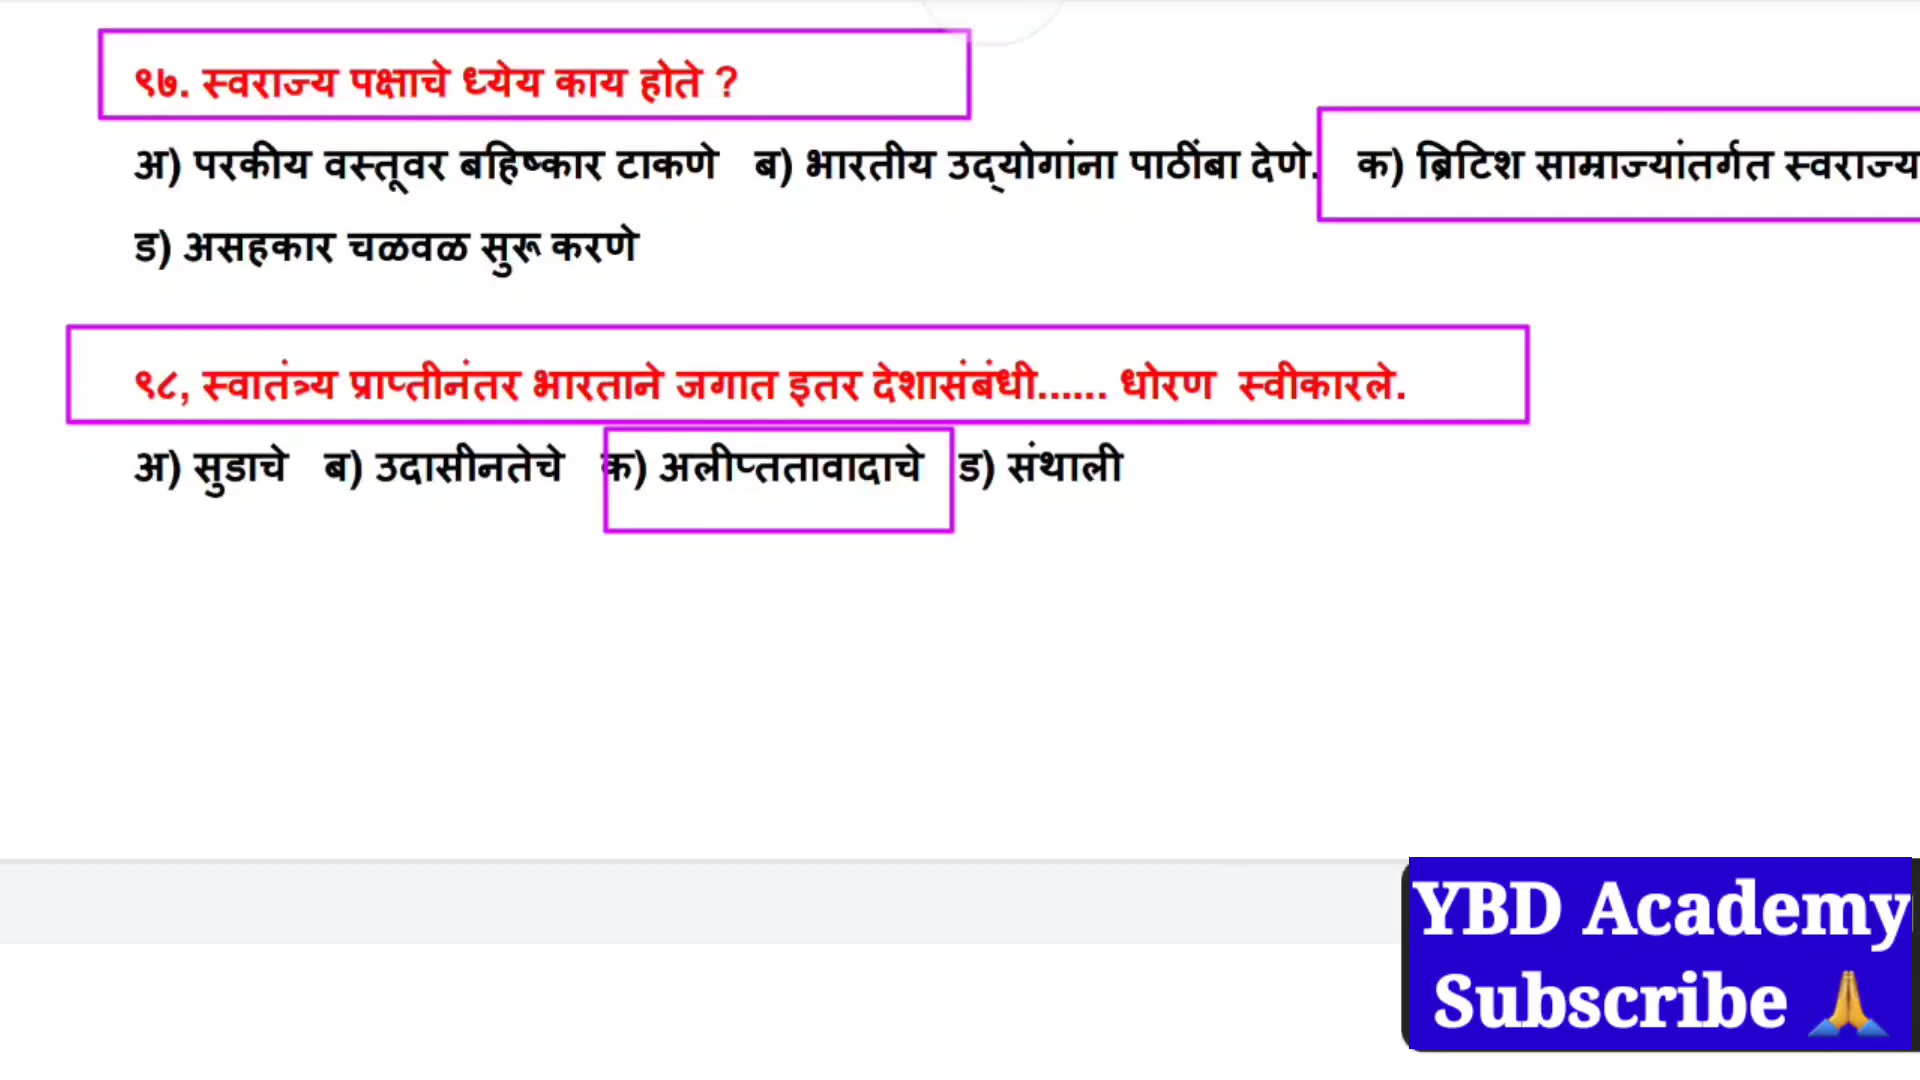 ९७. स्वराज्य पक्षाचे ध्येय काय होते ?
अ) परकीय वस्तूवर बहिष्कार टाकणे ब) भारतीय उद्‌योगांना पाठींबा देणे. क) ब्रिटिश साम्राज्यांतर्गत स्वराज्य
ड) असहकार चळवळ सुरू करणे
९८, स्वातंत्र्य प्राप्तीनंतर भारताने जगात इतर देशासंबंधी...... धोरण स्वीकारले.
अ) सुडाचे ब) उदासीनतेचे क) अलीप्ततावादाचे ड) संथाली
YBD Academy
Subscribe 🙏